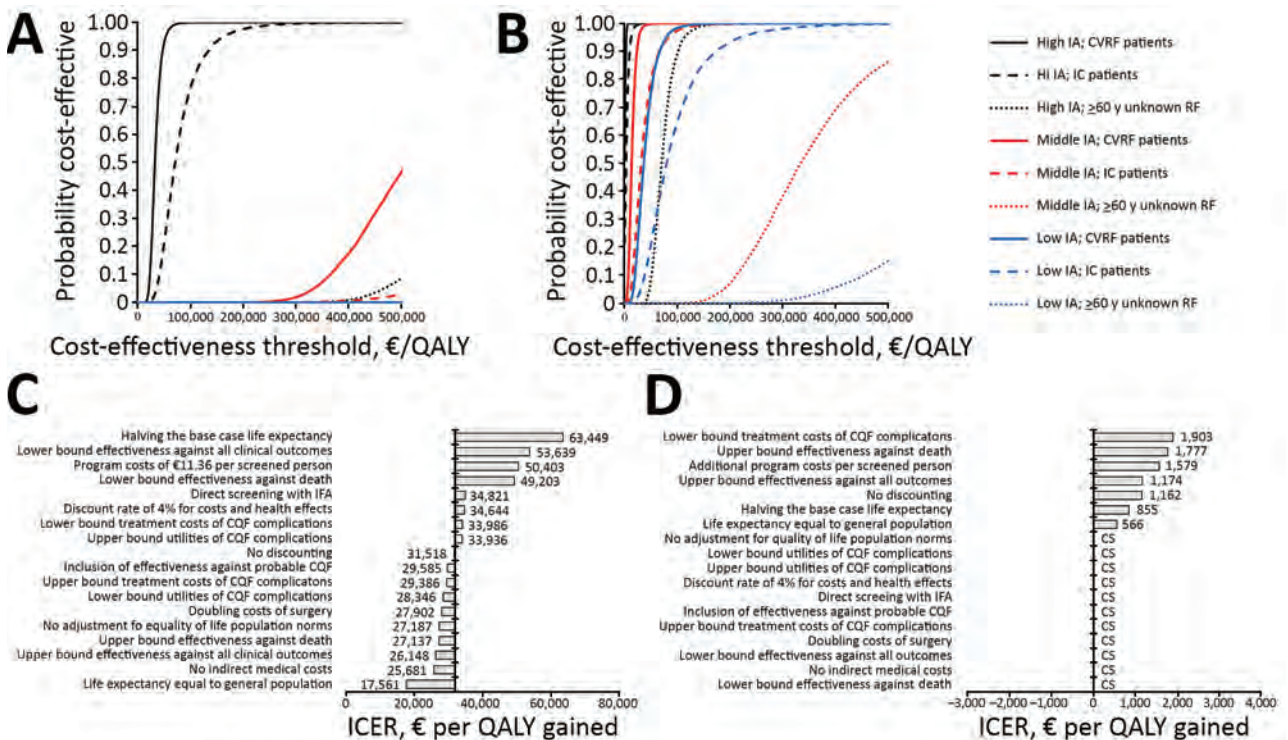 A
B
Probability cost-effective
1.00
0.9
0.8
0.7
0.6
0.5
0.4
0.3
0.2
0.1
0
0
100,000
200,000
300,000
400,000
500,000
Cost-effectiveness threshold, €/QALY
Probability cost-effective
1.00
0.9
0.8
0.7
0.6
0.5
0.4
0.3
0.2
0.1
0
0
100,000
200,000
300,000
400,000
500,000
Cost-effectiveness threshold, €/QALY
High IA; CVRF patients
Hi IA; IC patients
High IA; ≥60 y unknown RF
Middle IA; CVRF patients
Middle IA; IC patients
Middle IA; ≥60 y unknown RF
Low IA; CVRF patients
Low IA; IC patients
Low IA; ≥60 y unknown RF
C
Halving the base case life expectancy 63,449
Lower bound effectiveness against all clinical outcomes 53,639
Program costs of €11,36 per screened person 50,403
Lower bound effectiveness against death 49,203
Direct screening with IFA 34,821
Discount rate of 4% for costs and health effects 34,644
Lower bound treatment costs of CQF complications 33,986
Upper bound utilities of CQF complications 33,936
No discounting 31,518
Inclusion of effectiveness against probable CQF 29,585
Upper bound treatment costs of CQF complicatons 29,386
Lower bound utilities of CQF complications 28,346
Doubling costs of surgery 27,902
No adjustment fo equality of life population norms 27,187
Upper bound effectiveness against death 27,137
Upper bound effectiveness against all clinical outcomes 26,148
No indirect medical costs 25,681
Life expectancy equal to general population 17,561
0 20,000 40,000 60,000 80,000
ICER, € per QALY gained
D
Lower bound treatment costs of CQF complicatons 1,903
Upper bound effectiveness against death 1,777
Additional program costs per screened person 1,579
Upper bound effectiveness against all outcomes 1,174
No discounting 1,162
Halving the base case life expectancy 855
Life expectancy equal to general population 566
No adjustment for quality of life population norms CS
Lower bound utilities of CQF complications CS
Upper bound utilities of CQF complications CS
Discount rate of 4% for costs and health effects CS
Direct screeing with IFA CS
Inclusion of effectiveness against probable CQF CS
Upper bound treatment costs of CQF complications CS
Doubling costs of surgery CS
Lower bound effectiveness against all outcomes CS
No indirect medical costs CS
Lower bound effectiveness against death CS
−3,000 −2,000 −1,000 0 1,000 2,000 3,000 4,000
ICER, € per QALY gained